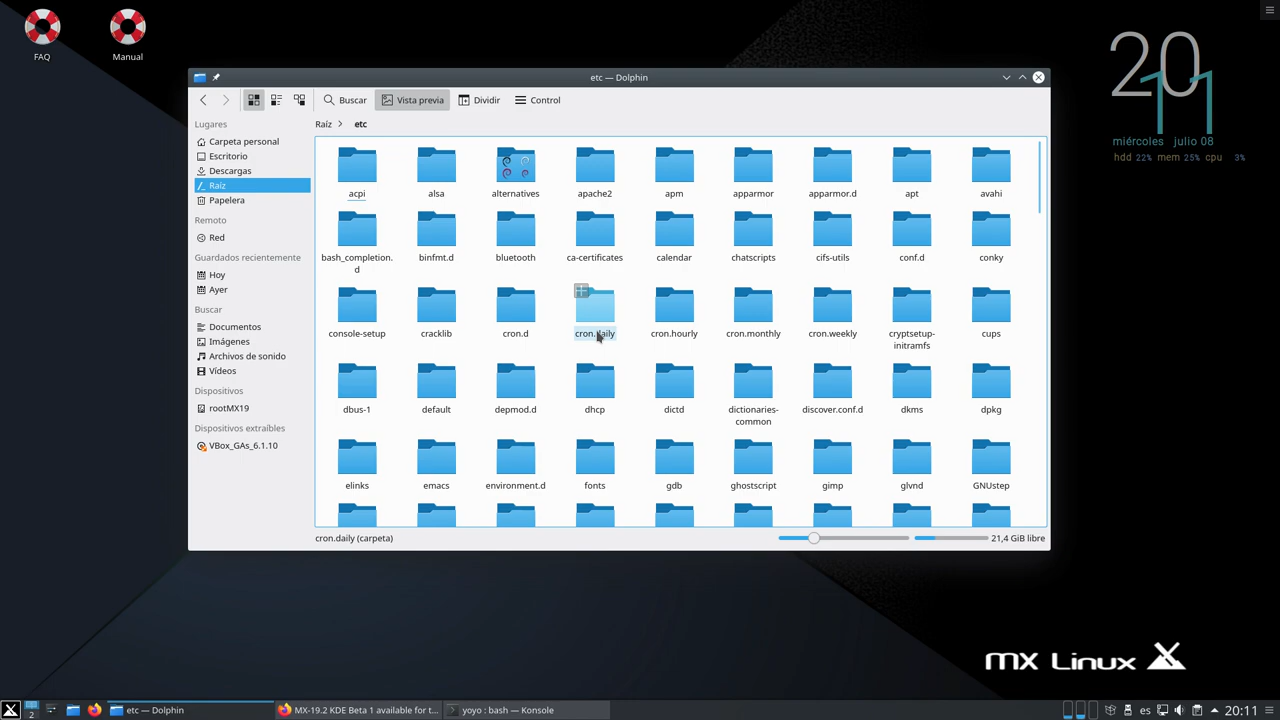 FAQ
Manual
20
11
miércoles julio 08
hdd 22% mem 25% cpu 3%
etc — Dolphin
Buscar
Vista previa
Dividir
Control
Lugares
Carpeta personal
Escritorio
Descargas
Raíz
Papelera
Remoto
Red
Guardados recientemente
Hoy
Ayer
Buscar
Documentos
Imágenes
Archivos de sonido
Vídeos
Dispositivos
rootMX19
Dispositivos extraíbles
VBox_GAs_6.1.10
Raíz > etc
acpi alsa alternatives apache2 apm apparmor apparmor.d apt avahi
bash_completion.d binfmt.d bluetooth ca-certificates calendar chatscripts cifs-utils conf.d conky
console-setup cracklib cron.d cron.daily cron.hourly cron.monthly cron.weekly cryptsetup-initramfs cups
dbus-1 default depmod.d dhcp dictd dictionaries-common discover.conf.d dkms dpkg
elinks emacs environment.d fonts gdb ghostscript gimp glvnd GNUstep
cron.daily (carpeta)
21,4 GiB libre
MX Linux
2
etc — Dolphin
MX-19.2 KDE Beta 1 available for t...
yoyo : bash — Konsole
es
20:11